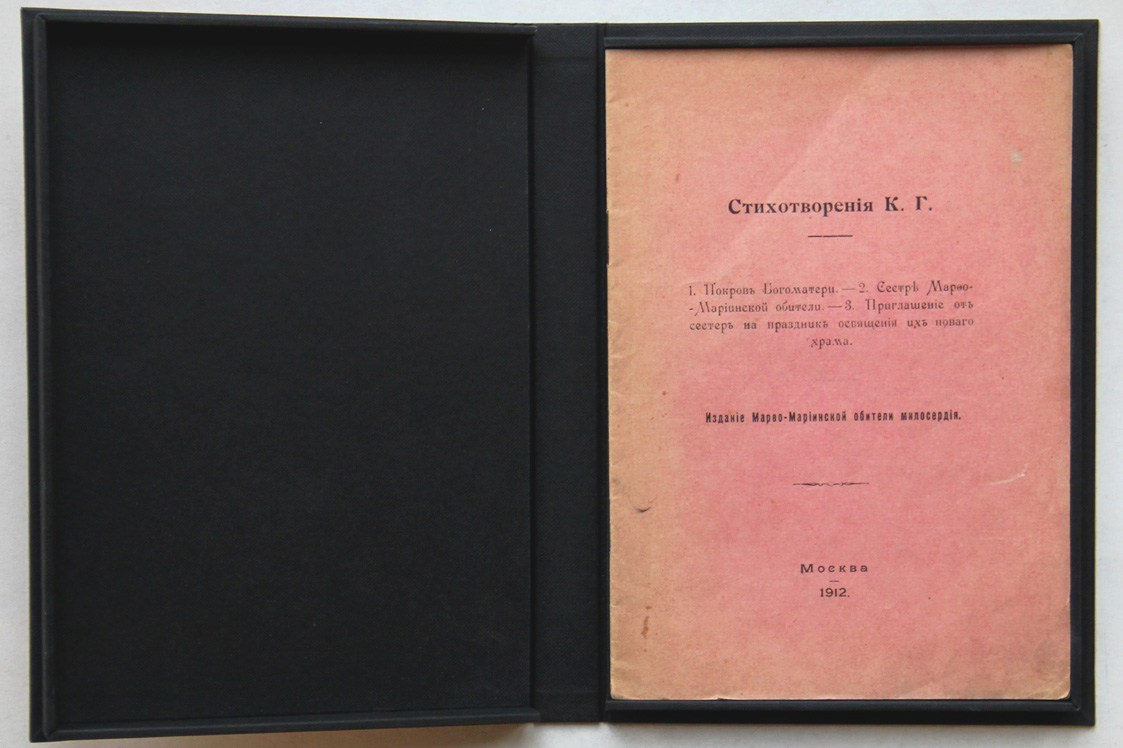 Стихотворенія К. Г.
1. Покровъ Богоматери. — 2. Сестрѣ Марѳо-
-Маріинской обители. — 3. Приглашеніе отъ
сестеръ на праздникъ освященія ихъ новаго
храма.
Изданіе Марѳо-Маріинской обители милосердія.
Москва
1912.